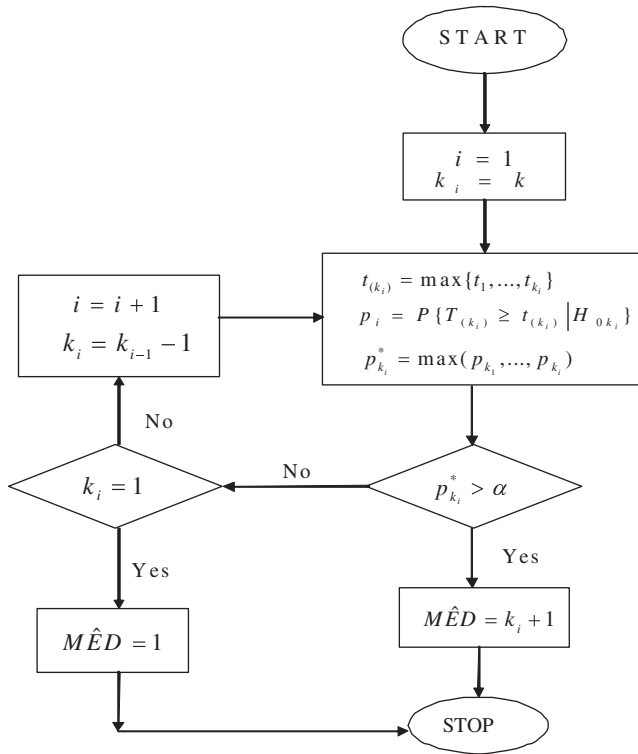 START
i = 1
k_i = k
t_(k_i) = max{t_1,...,t_{k_i}}
p_i = P{T_(k_i) ≥ t_(k_i) | H_{0k_i}}
p*_{k_i} = max(p_{k_1},...,p_{k_i})
i = i + 1
k_i = k_{i-1} - 1
No
k_i = 1
No
p*_{k_i} > α
Yes
Yes
MÊD = 1
MÊD = k_i + 1
STOP